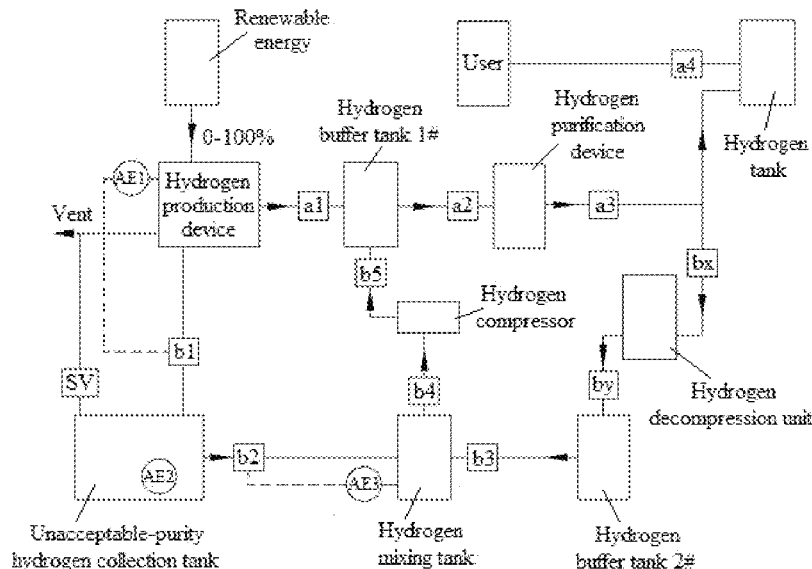 Renewable
energy
User
a4
Hydrogen
tank
0-100%
Hydrogen
buffer tank 1#
Hydrogen
purification
device
AE1
Hydrogen
production
device
a1
a2
a3
Vent
b5
bx
Hydrogen
compressor
b1
SV
b4
by
Hydrogen
decompression unit
b2
b3
AE2
AE3
Unacceptable-purity
hydrogen collection tank
Hydrogen
mixing tank
Hydrogen
buffer tank 2#